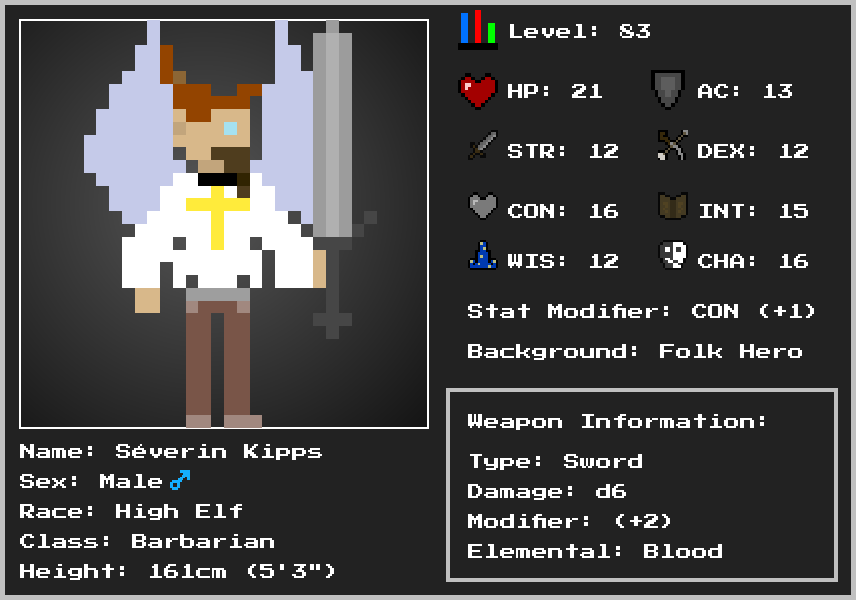 Level: 83
HP: 21
AC: 13
STR: 12
DEX: 12
CON: 16
INT: 15
WIS: 12
CHA: 16
Stat Modifier: CON (+1)
Background: Folk Hero
Weapon Information:
Type: Sword
Damage: d6
Modifier: (+2)
Elemental: Blood
Name: Séverin Kipps
Sex: Male ♂
Race: High Elf
Class: Barbarian
Height: 161cm (5'3")